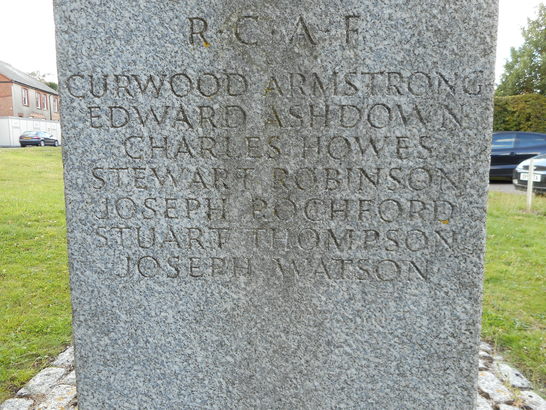 R·C·A·F
CURWOOD ARMSTRONG
EDWARD ASHDOWN
CHARLES HOWES
STEWART ROBINSON
JOSEPH ROCHFORD
STUART THOMPSON
JOSEPH WATSON